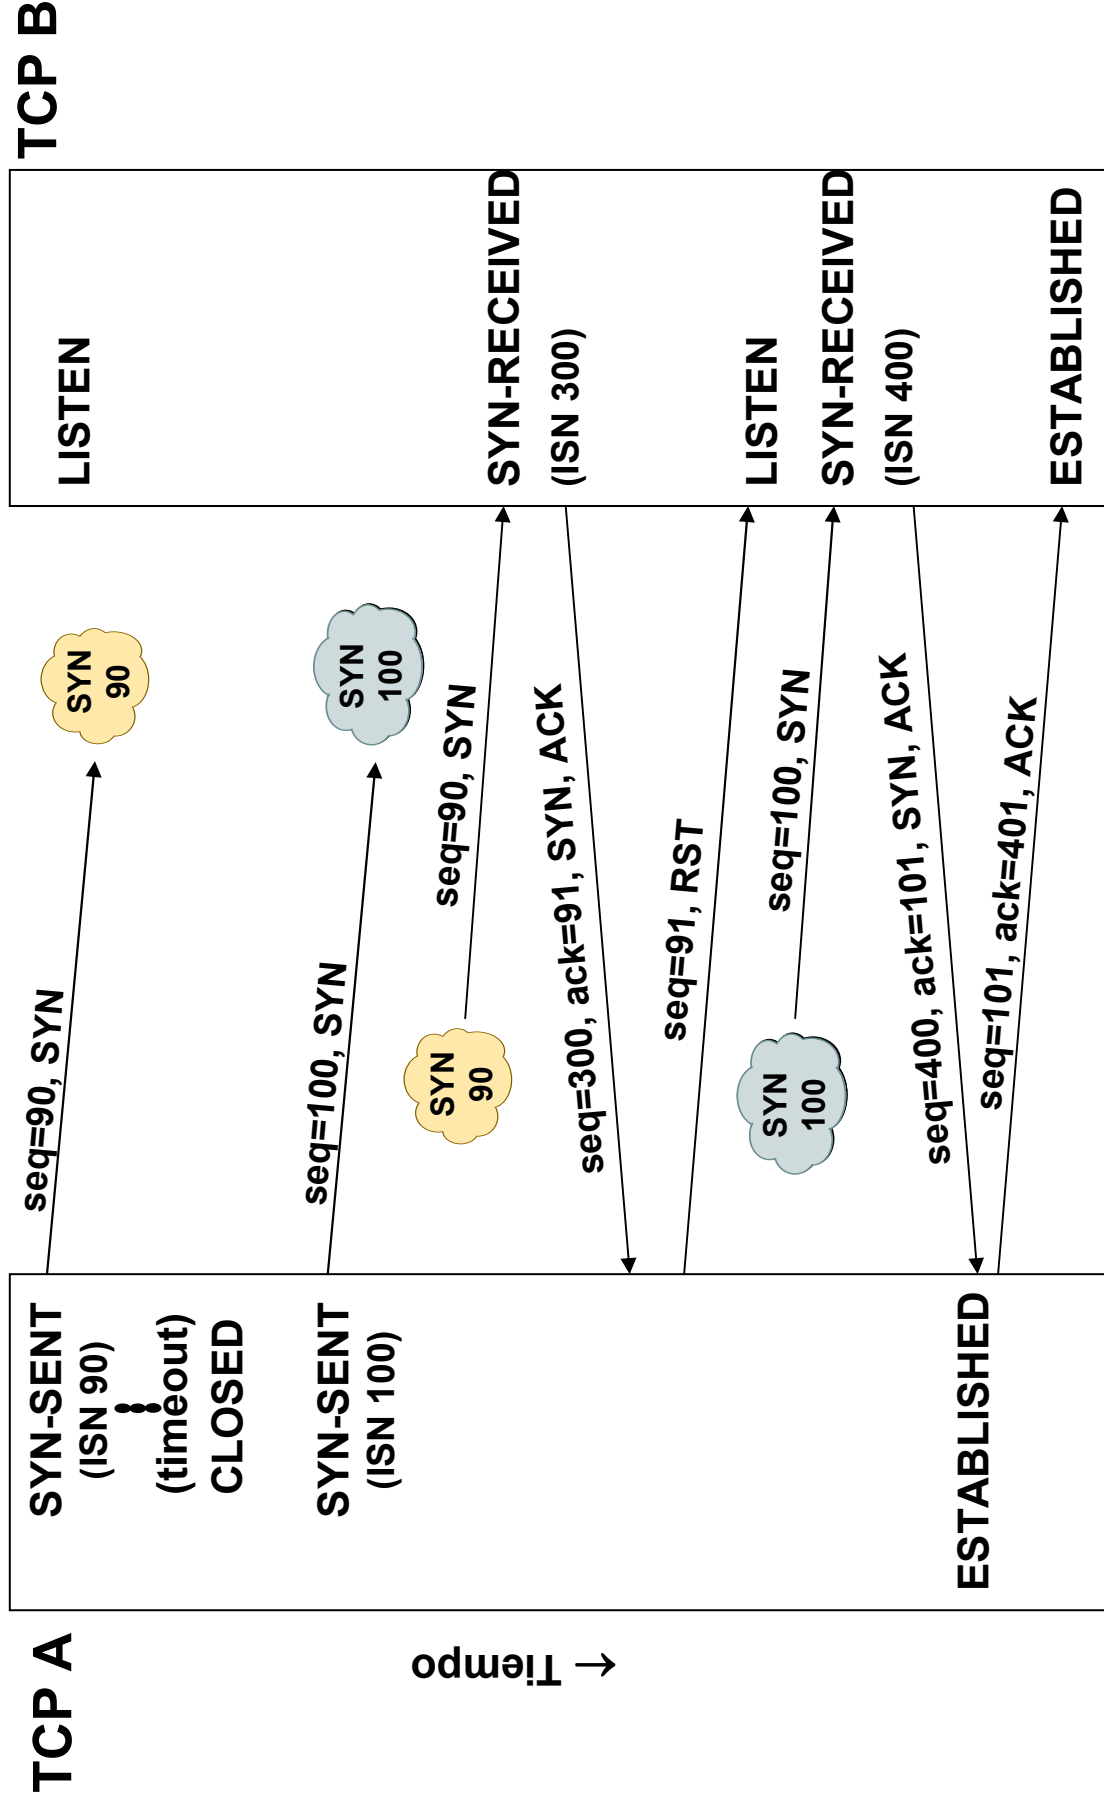 TCP A
TCP B
SYN-SENT
(ISN 90)
(timeout)
CLOSED
seq=90, SYN
SYN
90
LISTEN
SYN-SENT
(ISN 100)
seq=100, SYN
SYN
100
SYN
90
seq=90, SYN
SYN-RECEIVED
(ISN 300)
seq=300, ack=91, SYN, ACK
seq=91, RST
LISTEN
SYN
100
seq=100, SYN
SYN-RECEIVED
(ISN 400)
seq=400, ack=101, SYN, ACK
ESTABLISHED
seq=101, ack=401, ACK
ESTABLISHED
← Tiempo